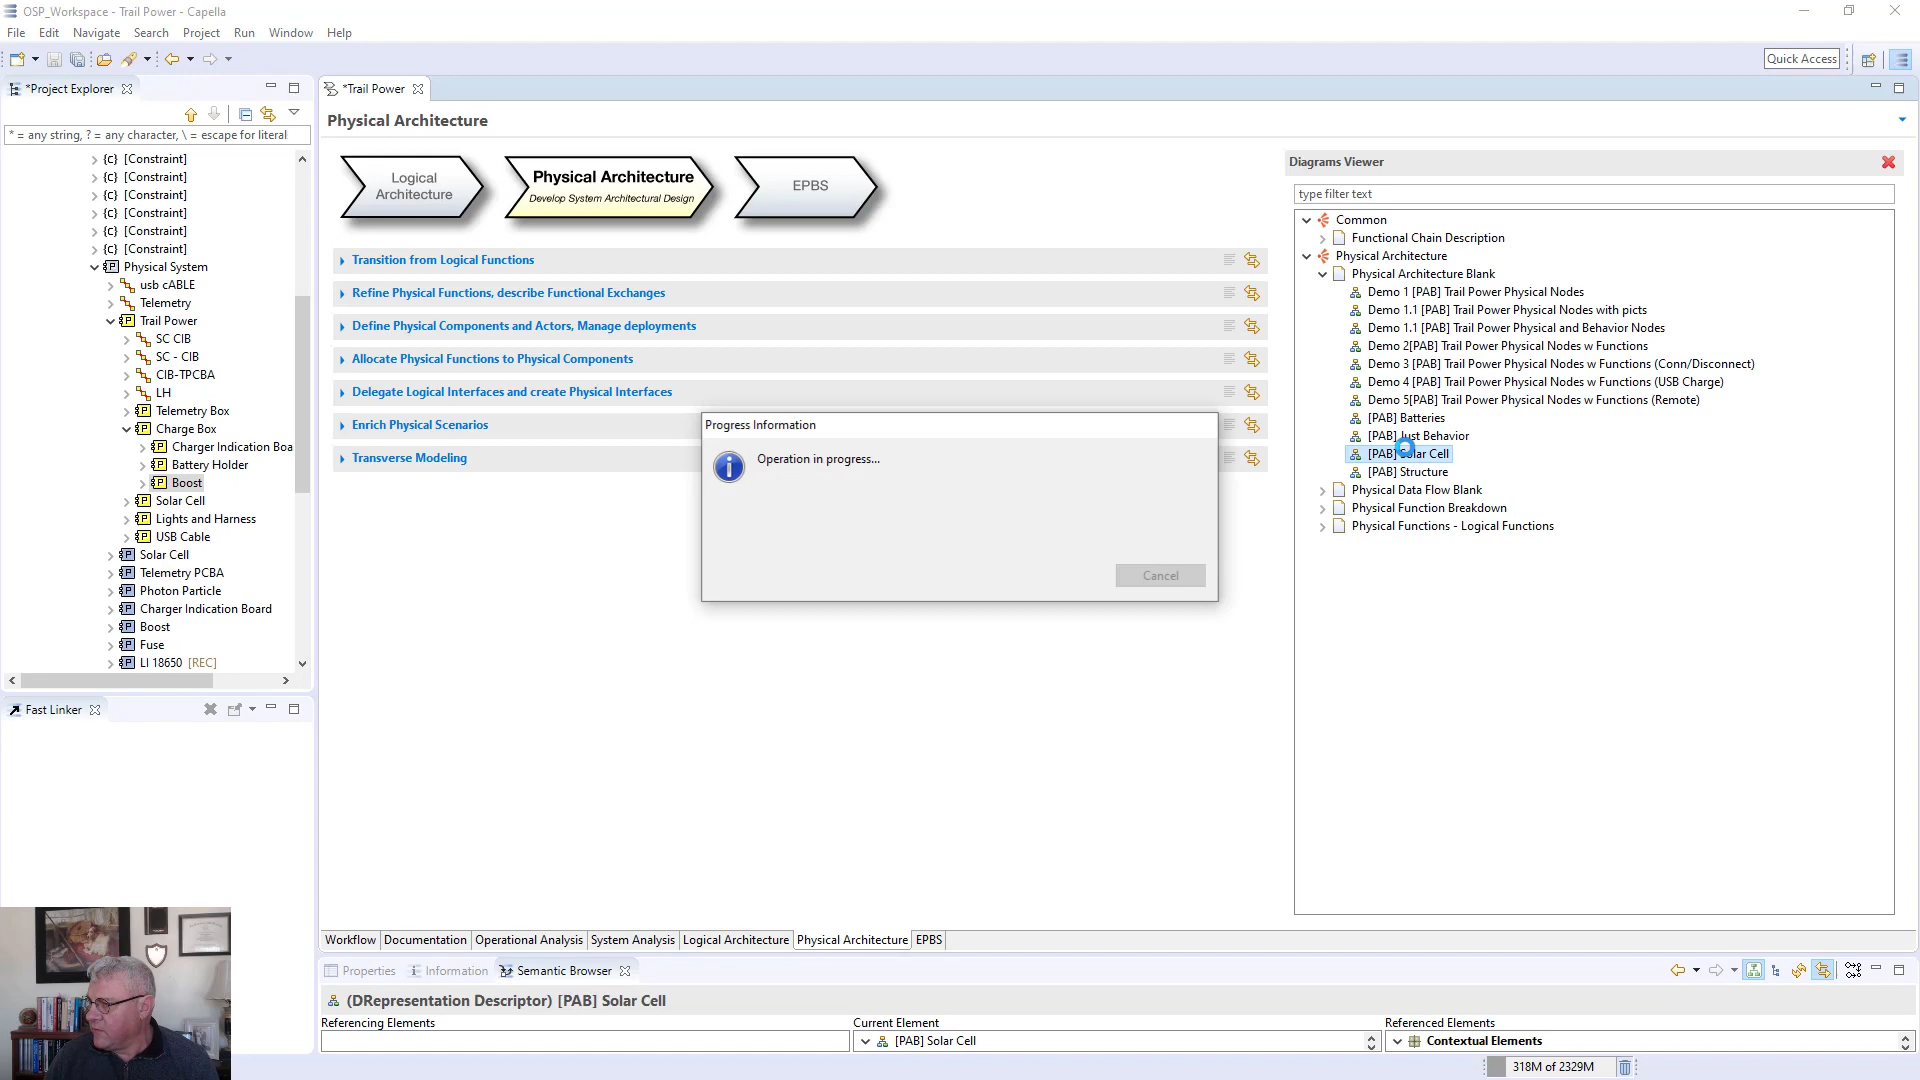 OSP_Workspace - Trail Power - Capella
File Edit Navigate Search Project Run Window Help
Quick Access
*Project Explorer
* = any string, ? = any character, \ = escape for literal
{c} [Constraint]
{c} [Constraint]
{c} [Constraint]
{c} [Constraint]
{c} [Constraint]
{c} [Constraint]
Physical System
usb cABLE
Telemetry
Trail Power
SC CIB
SC - CIB
CIB-TPCBA
LH
Telemetry Box
Charge Box
Charger Indication Boa
Battery Holder
Boost
Solar Cell
Lights and Harness
USB Cable
Solar Cell
Telemetry PCBA
Photon Particle
Charger Indication Board
Boost
Fuse
LI 18650 [REC]
Fast Linker
*Trail Power
Physical Architecture
Logical
Architecture
Physical Architecture
Develop System Architectural Design
EPBS
Transition from Logical Functions
Refine Physical Functions, describe Functional Exchanges
Define Physical Components and Actors, Manage deployments
Allocate Physical Functions to Physical Components
Delegate Logical Interfaces and create Physical Interfaces
Enrich Physical Scenarios
Transverse Modeling
Progress Information
Operation in progress...
Cancel
Diagrams Viewer
type filter text
Common
Functional Chain Description
Physical Architecture
Physical Architecture Blank
Demo 1 [PAB] Trail Power Physical Nodes
Demo 1.1 [PAB] Trail Power Physical Nodes with picts
Demo 1.1 [PAB] Trail Power Physical and Behavior Nodes
Demo 2[PAB] Trail Power Physical Nodes w Functions
Demo 3 [PAB] Trail Power Physical Nodes w Functions (Conn/Disconnect)
Demo 4 [PAB] Trail Power Physical Nodes w Functions (USB Charge)
Demo 5[PAB] Trail Power Physical Nodes w Functions (Remote)
[PAB] Batteries
[PAB] Just Behavior
[PAB] Solar Cell
[PAB] Structure
Physical Data Flow Blank
Physical Function Breakdown
Physical Functions - Logical Functions
Workflow Documentation Operational Analysis System Analysis Logical Architecture Physical Architecture EPBS
Properties Information Semantic Browser
(DRepresentation Descriptor) [PAB] Solar Cell
Referencing Elements Current Element Referenced Elements
[PAB] Solar Cell Contextual Elements
318M of 2329M